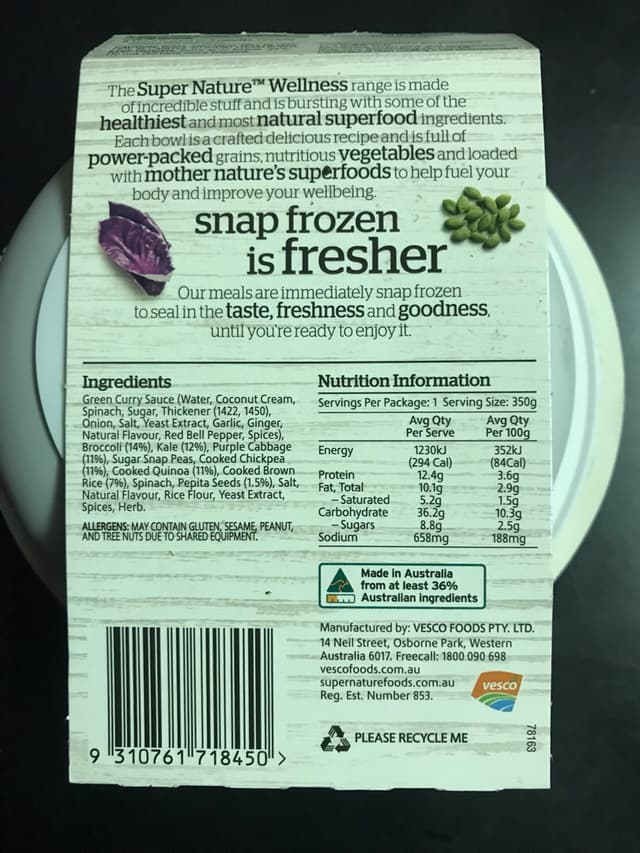 The Super Nature™ Wellness range is made
of incredible stuff and is bursting with some of the
healthiest and most natural superfood ingredients.
Each bowl is a crafted delicious recipe and is full of
power-packed grains, nutritious vegetables and loaded
with mother nature's superfoods to help fuel your
body and improve your wellbeing.
snap frozen
is fresher
Our meals are immediately snap frozen
to seal in the taste, freshness and goodness,
until you're ready to enjoy it.
Ingredients
Green Curry Sauce (Water, Coconut Cream,
Spinach, Sugar, Thickener (1422, 1450),
Onion, Salt, Yeast Extract, Garlic, Ginger,
Natural Flavour, Red Bell Pepper, Spices),
Broccoli (14%), Kale (12%), Purple Cabbage
(11%), Sugar Snap Peas, Cooked Chickpea
(11%), Cooked Quinoa (11%), Cooked Brown
Rice (7%), Spinach, Pepita Seeds (1.5%), Salt,
Natural Flavour, Rice Flour, Yeast Extract,
Spices, Herb.
ALLERGENS: MAY CONTAIN GLUTEN, SESAME, PEANUT,
AND TREE NUTS DUE TO SHARED EQUIPMENT.
Nutrition Information
Servings Per Package: 1 Serving Size: 350g
Avg Qty Avg Qty
Per Serve Per 100g
Energy 1230kJ 352kJ
(294 Cal) (84Cal)
Protein 12.4g 3.6g
Fat, Total 10.1g 2.9g
– Saturated 5.2g 1.5g
Carbohydrate 36.2g 10.3g
– Sugars 8.8g 2.5g
Sodium 658mg 188mg
Made in Australia
from at least 36%
Australian ingredients
Manufactured by: VESCO FOODS PTY. LTD.
14 Neil Street, Osborne Park, Western
Australia 6017. Freecall: 1800 090 698
vescofoods.com.au
supernaturefoods.com.au
Reg. Est. Number 853.
vesco
PLEASE RECYCLE ME
78163
9 310761 718450 >